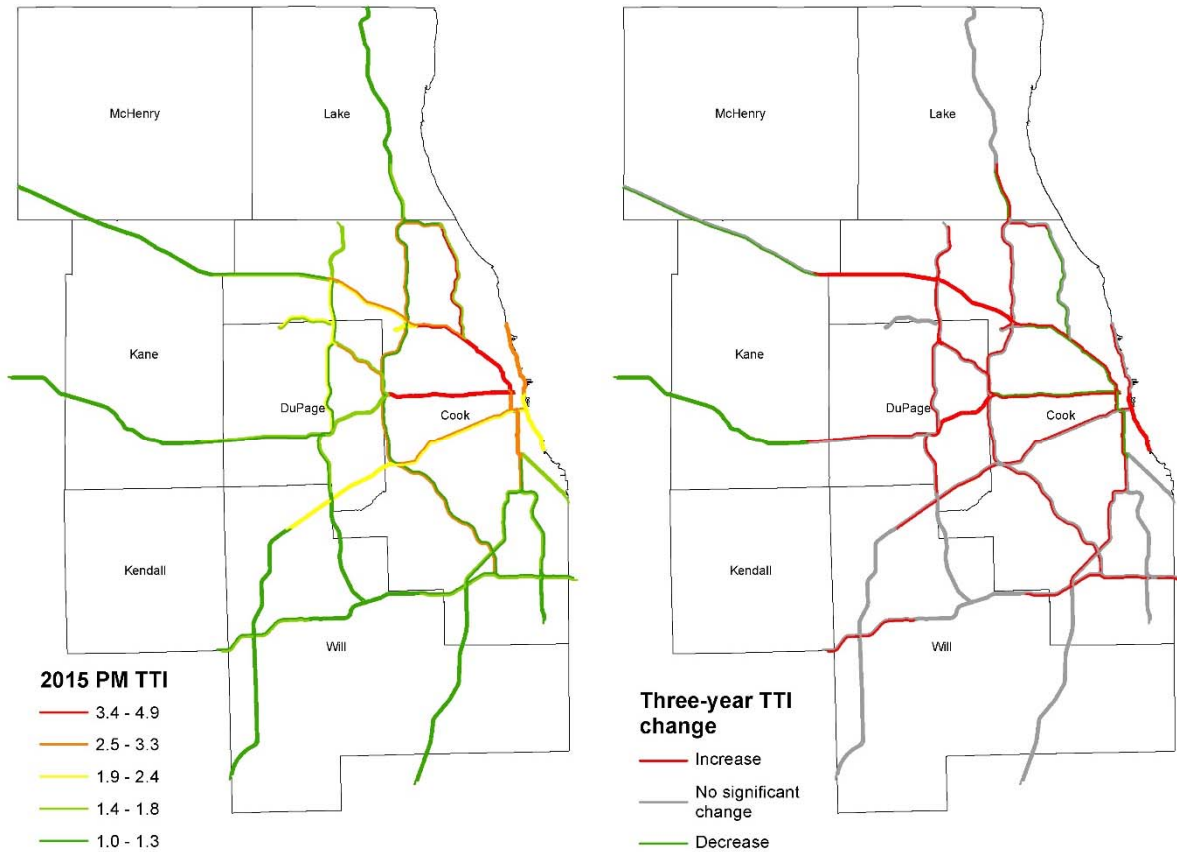 McHenry
Lake
Kane
DuPage
Cook
Kendall
Will
2015 PM TTI
3.4 - 4.9
2.5 - 3.3
1.9 - 2.4
1.4 - 1.8
1.0 - 1.3
McHenry
Lake
Kane
DuPage
Cook
Kendall
Will
Three-year TTI
change
Increase
No significant
change
Decrease